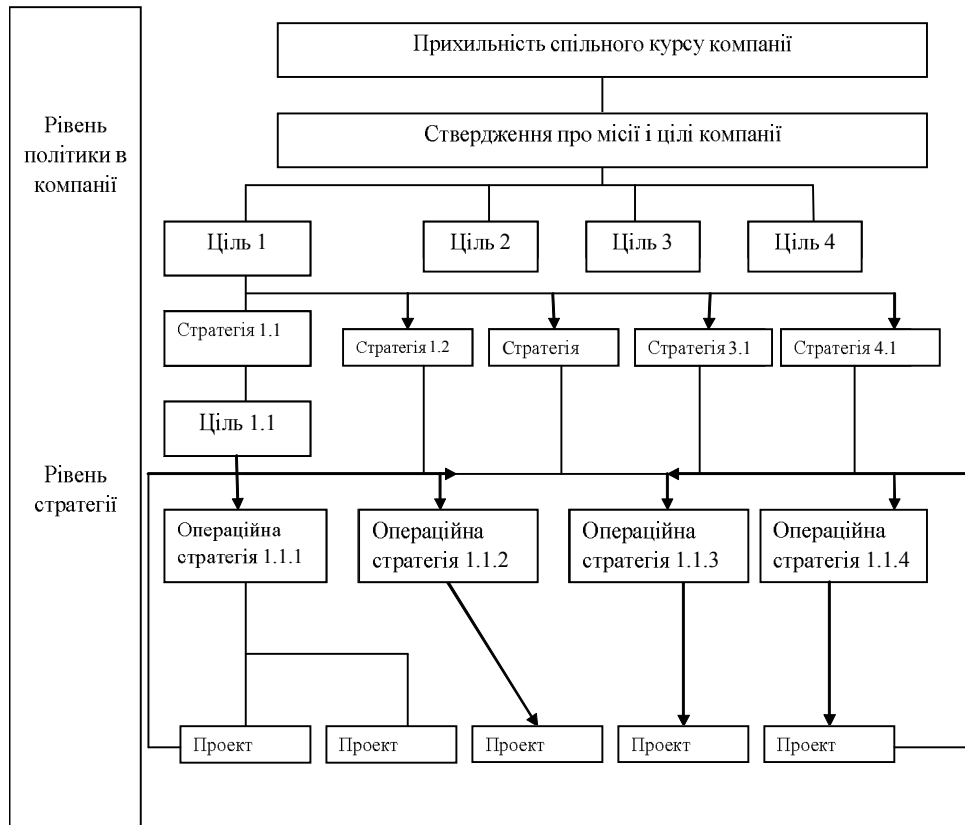 Прихильність спільного курсу компанії
Ствердження про місії і цілі компанії
Рівень
політики в
компанії
Ціль 1
Ціль 2
Ціль 3
Ціль 4
Стратегія 1.1
Стратегія 1.2
Стратегія
Стратегія 3.1
Стратегія 4.1
Ціль 1.1
Рівень
стратегії
Операційна
стратегія 1.1.1
Операційна
стратегія 1.1.2
Операційна
стратегія 1.1.3
Операційна
стратегія 1.1.4
Проект
Проект
Проект
Проект
Проект